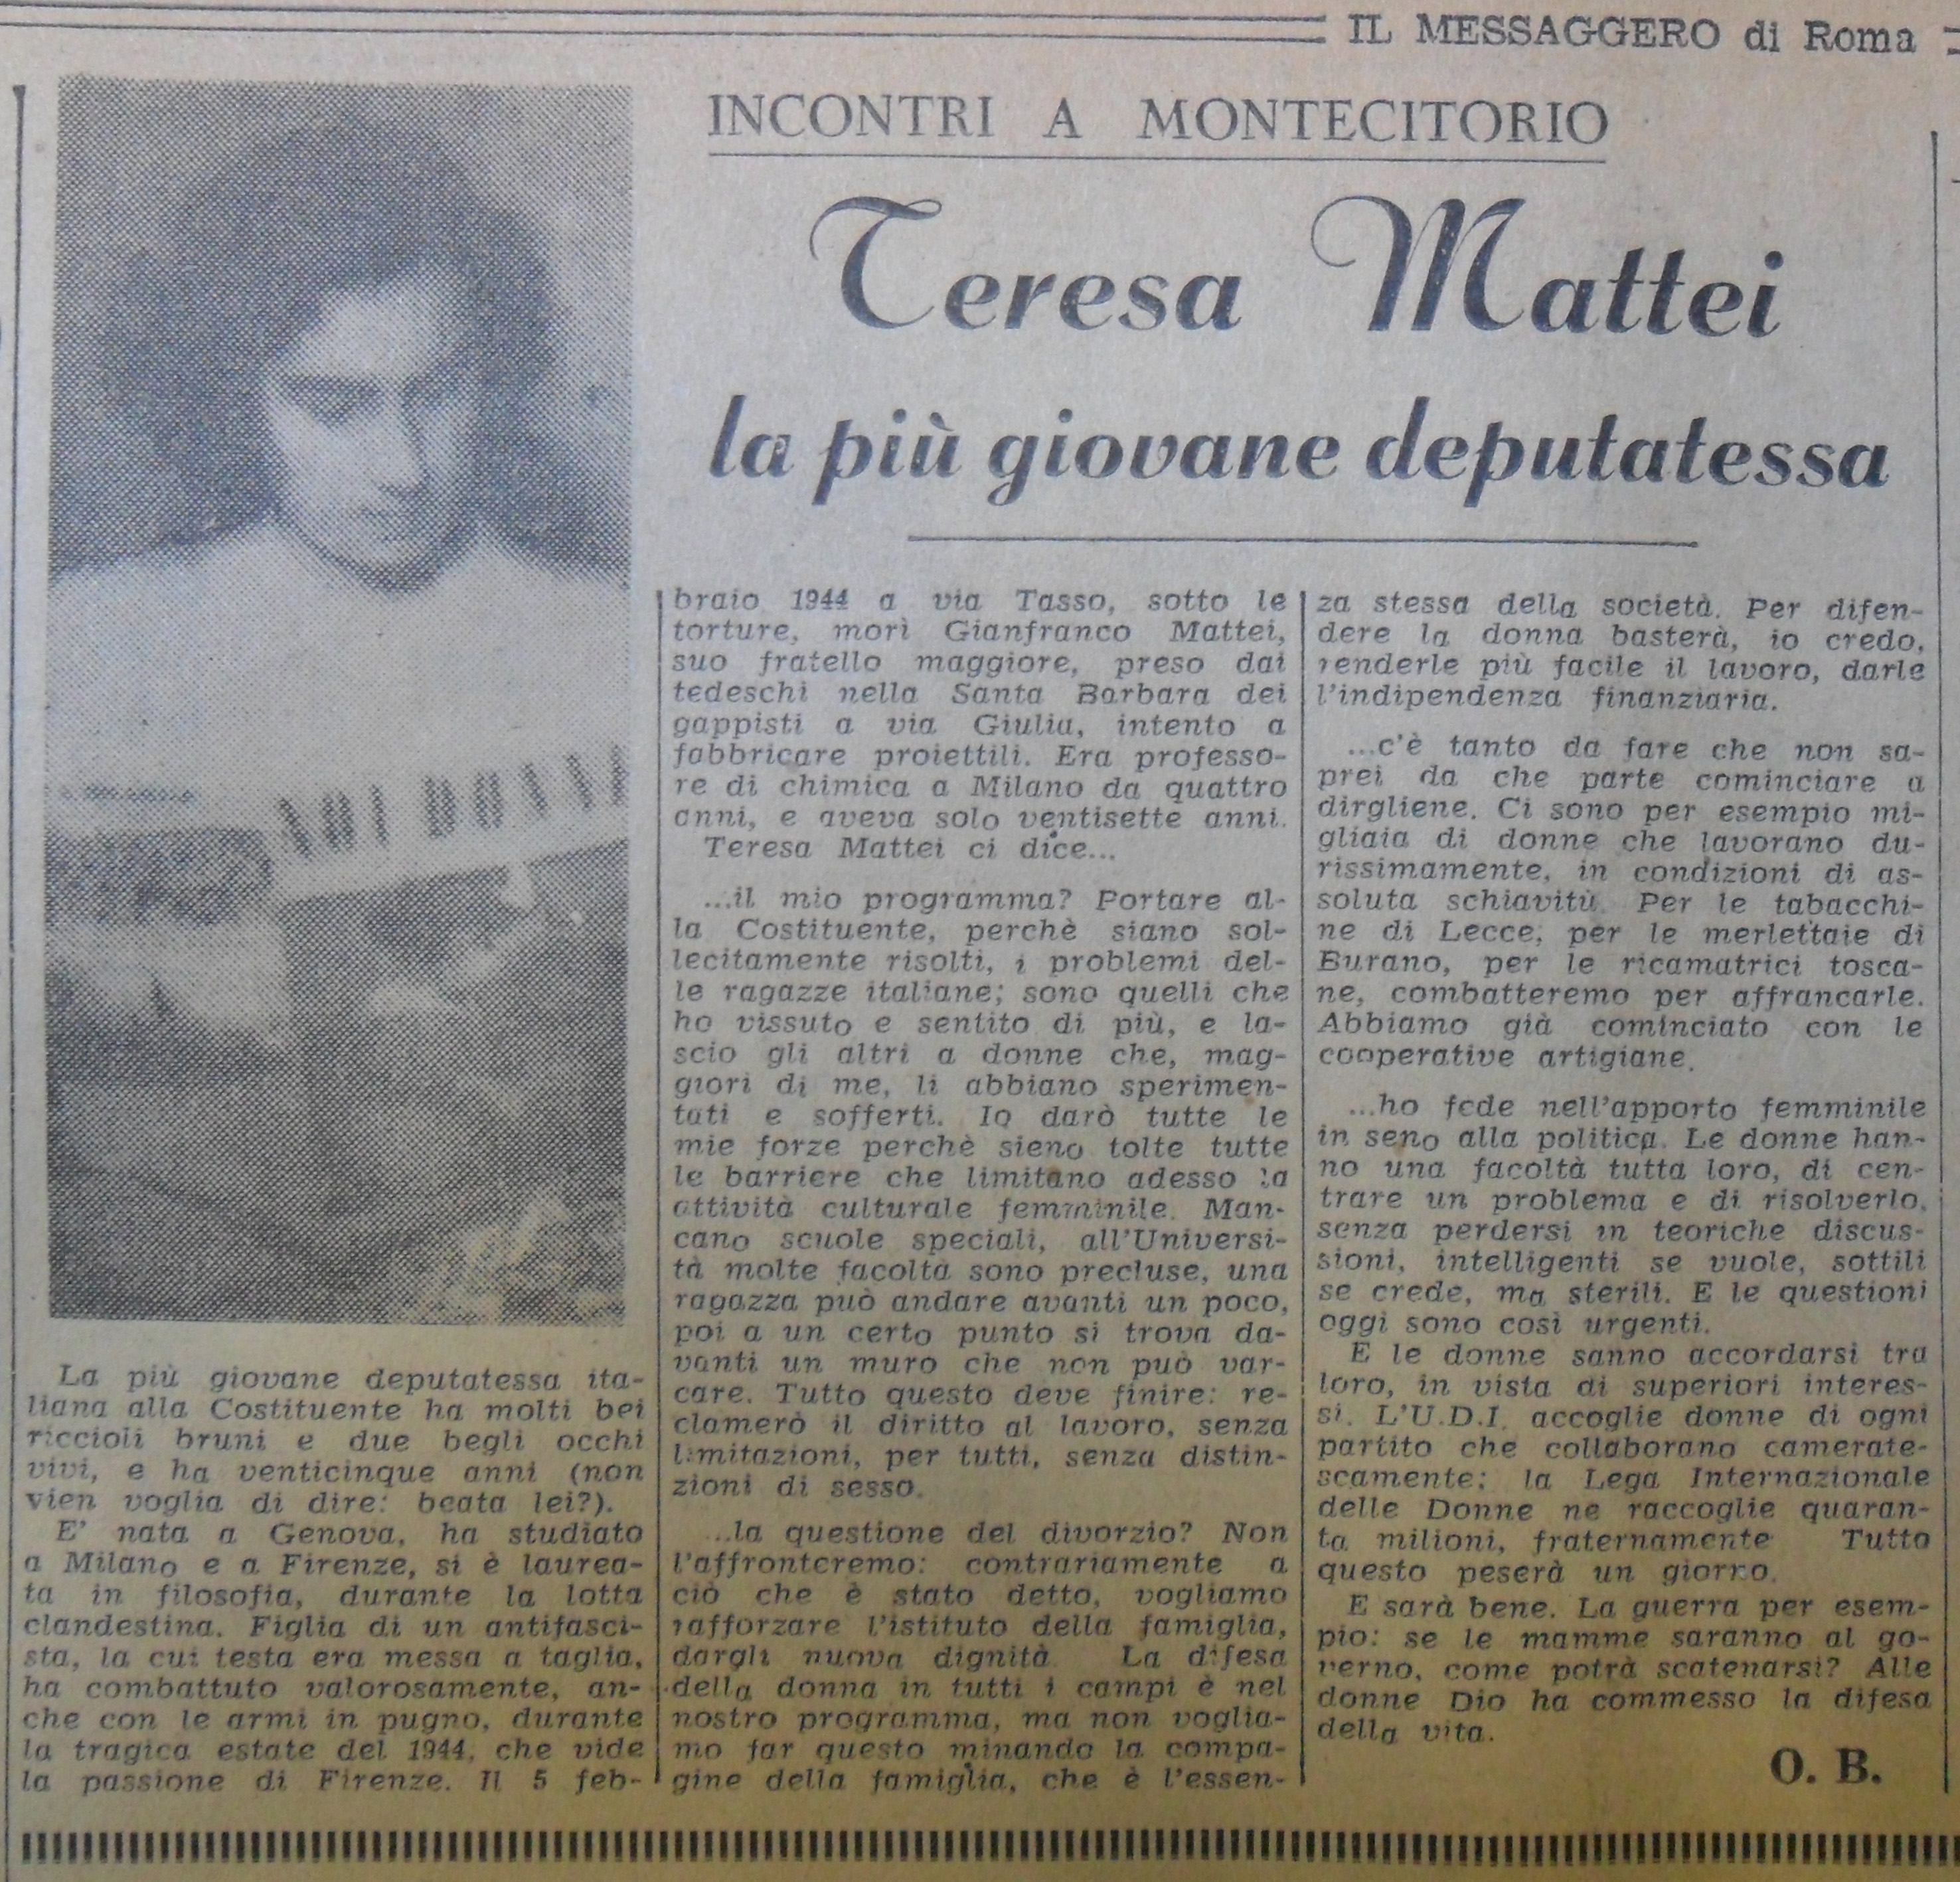 IL MESSAGGERO di Roma
INCONTRI A MONTECITORIO
Teresa Mattei
la più giovane deputatessa
La più giovane deputatessa ita-
liana alla Costituente ha molti bei
riccioli bruni e due begli occhi
vivi, e ha venticinque anni (non
vien voglia di dire: beata lei?).
E' nata a Genova, ha studiato
a Milano e a Firenze, si è laurea-
ta in filosofia, durante la lotta
clandestina. Figlia di un antifasci-
sta, la cui testa era messa a taglia,
ha combattuto valorosamente, an-
che con le armi in pugno, durante
la tragica estate del 1944, che vide
la passione di Firenze. Il 5 feb-
braio 1944 a via Tasso, sotto le
torture, morì Gianfranco Mattei,
suo fratello maggiore, preso dai
tedeschi nella Santa Barbara dei
gappisti a via Giulia, intento a
fabbricare proiettili. Era professo-
re di chimica a Milano da quattro
anni, e aveva solo ventisette anni.
Teresa Mattei ci dice...
...il mio programma? Portare al-
la Costituente, perchè siano sol-
lecitamente risolti, i problemi del-
le ragazze italiane; sono quelli che
ho vissuto e sentito di più, e la-
scio gli altri a donne che, mag-
giori di me, li abbiano sperimen-
tati e sofferti. Io darò tutte le
mie forze perchè sieno tolte tutte
le barriere che limitano adesso la
attività culturale femminile. Man-
cano scuole speciali, all'Universi-
tà molte facoltà sono precluse, una
ragazza può andare avanti un poco,
poi a un certo punto si trova da-
vanti un muro che non può var-
care. Tutto questo deve finire: re-
clamerò il diritto al lavoro, senza
limitazioni, per tutti, senza distin-
zioni di sesso.
...la questione del divorzio? Non
l'affronteremo: contrariamente a
ciò che è stato detto, vogliamo
rafforzare l'istituto della famiglia,
dargli nuova dignità. La difesa
della donna in tutti i campi è nel
nostro programma, ma non voglia-
mo far questo minando la compa-
gine della famiglia, che è l'essen-
za stessa della società. Per difen-
dere la donna basterà, io credo,
renderle più facile il lavoro, darle
l'indipendenza finanziaria.
...c'è tanto da fare che non sa-
prei da che parte cominciare a
dirgliene. Ci sono per esempio mi-
gliaia di donne che lavorano du-
rissimamente, in condizioni di as-
soluta schiavitù. Per le tabacchi-
ne di Lecce, per le merlettaie di
Burano, per le ricamatrici tosca-
ne, combatteremo per affrancarle.
Abbiamo già cominciato con le
cooperative artigiane.
...ho fede nell'apporto femminile
in seno alla politica. Le donne han-
no una facoltà tutta loro, di cen-
trare un problema e di risolverlo,
senza perdersi in teoriche discus-
sioni, intelligenti se vuole, sottili
se crede, ma sterili. E le questioni
oggi sono così urgenti.
E le donne sanno accordarsi tra
loro, in vista di superiori interes-
si. L'U.D.I. accoglie donne di ogni
partito che collaborano camerate-
scamente; la Lega Internazionale
delle Donne ne raccoglie quaran-
ta milioni, fraternamente Tutto
questo peserà un giorno.
E sarà bene. La guerra per esem-
pio: se le mamme saranno al go-
verno, come potrà scatenarsi? Alle
donne Dio ha commesso la difesa
della vita.
O. B.